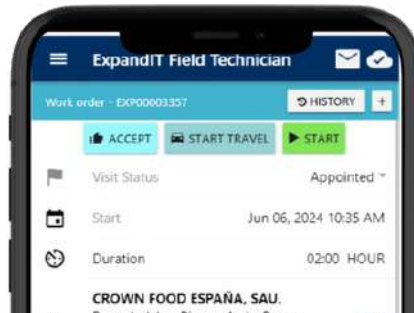 ExpandIT Field Technician
Work order - EXP00003357
HISTORY +
ACCEPT START TRAVEL START
Visit Status Appointed
Start Jun 06, 2024 10:35 AM
Duration 02:00 HOUR
CROWN FOOD ESPAÑA, SAU.